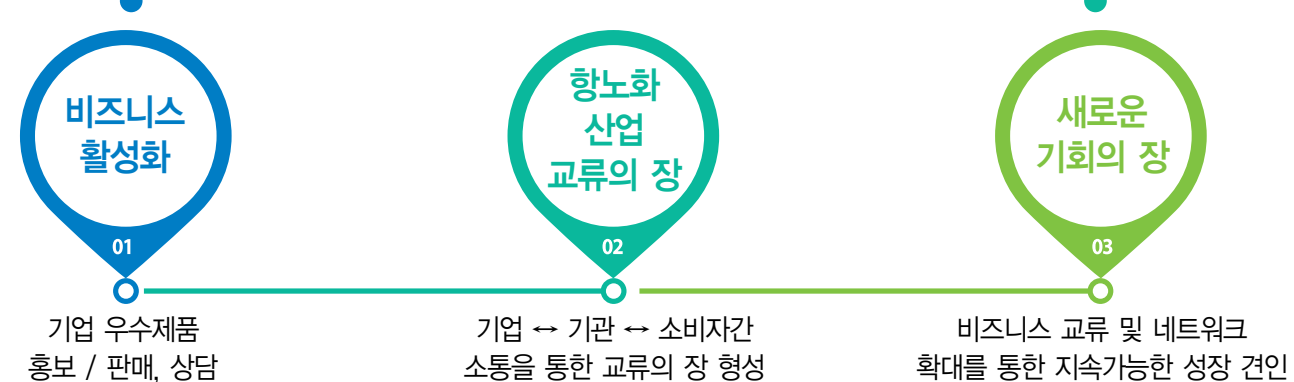 비즈니스
활성화
01
기업 우수제품
홍보 / 판매, 상담
항노화
산업
교류의 장
02
기업 ↔ 기관 ↔ 소비자간
소통을 통한 교류의 장 형성
새로운
기회의 장
03
비즈니스 교류 및 네트워크
확대를 통한 지속가능한 성장 견인